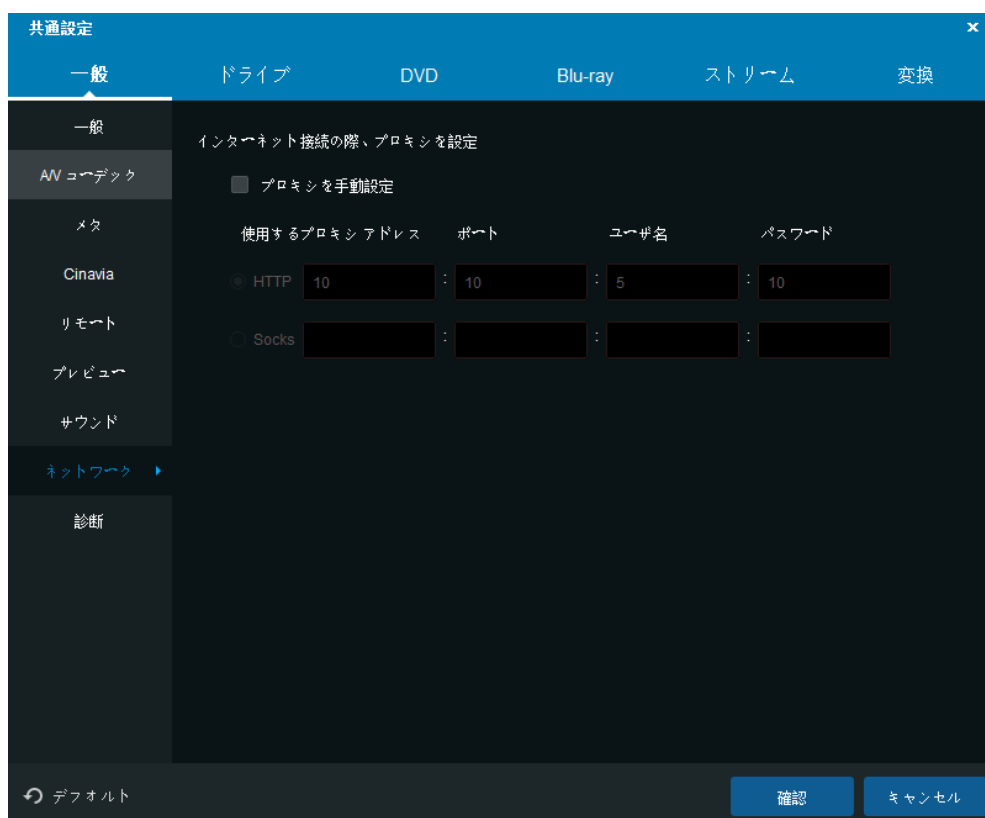 共通設定
一般 ドライブ DVD Blu-ray ストリーム 変換
一般
A/V コーデック
メタ
Cinavia
リモート
プレビュー
サウンド
ネットワーク
診断
インターネット接続の際、プロキシを設定
プロキシを手動設定
使用するプロキシ アドレス ポート ユーザ名 パスワード
HTTP 10 : 10 : 5 : 10
Socks : : :
デフォルト
確認 キャンセル